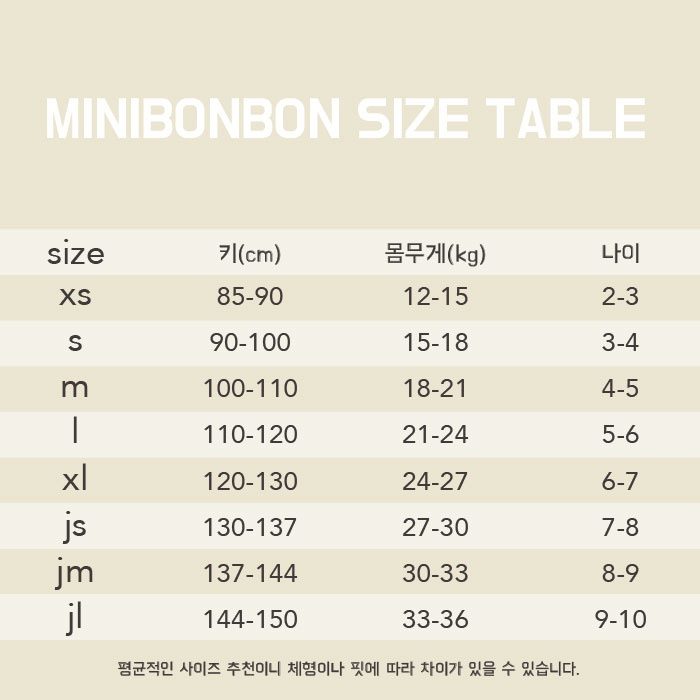 MINIBONBON SIZE TABLE
size 키(cm) 몸무게(kg) 나이
xs 85-90 12-15 2-3
s 90-100 15-18 3-4
m 100-110 18-21 4-5
l 110-120 21-24 5-6
xl 120-130 24-27 6-7
js 130-137 27-30 7-8
jm 137-144 30-33 8-9
jl 144-150 33-36 9-10
평균적인 사이즈 추천이니 체형이나 핏에 따라 차이가 있을 수 있습니다.